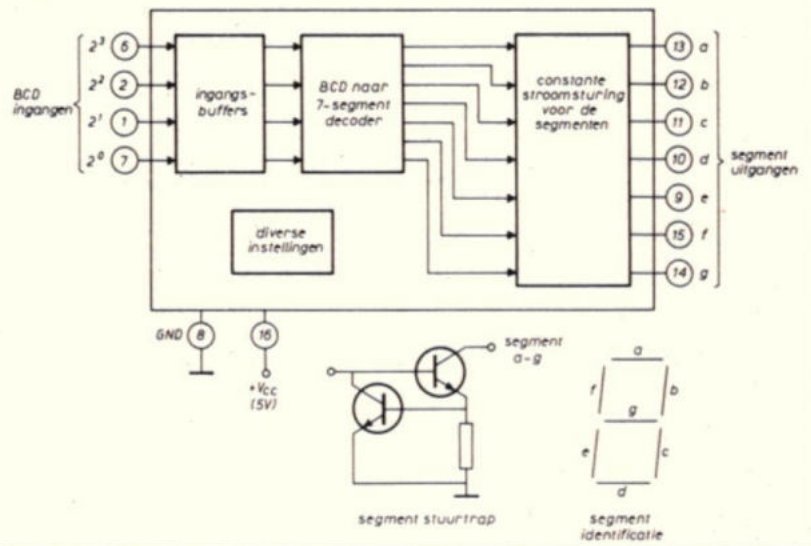 BCD
ingangen
2³ 6
2² 2
2¹ 1
2⁰ 7
ingangs-
buffers
BCD naar
7-segment
decoder
constante
stroomsturing
voor de
segmenten
13 a
12 b
11 c
10 d
9 e
15 f
14 g
segment
uitgangen
diverse
instellingen
GND 8
16
+Vcc
(5V)
segment
a-g
segment stuurtrap
a
f
b
g
e
c
d
segment
identificatie